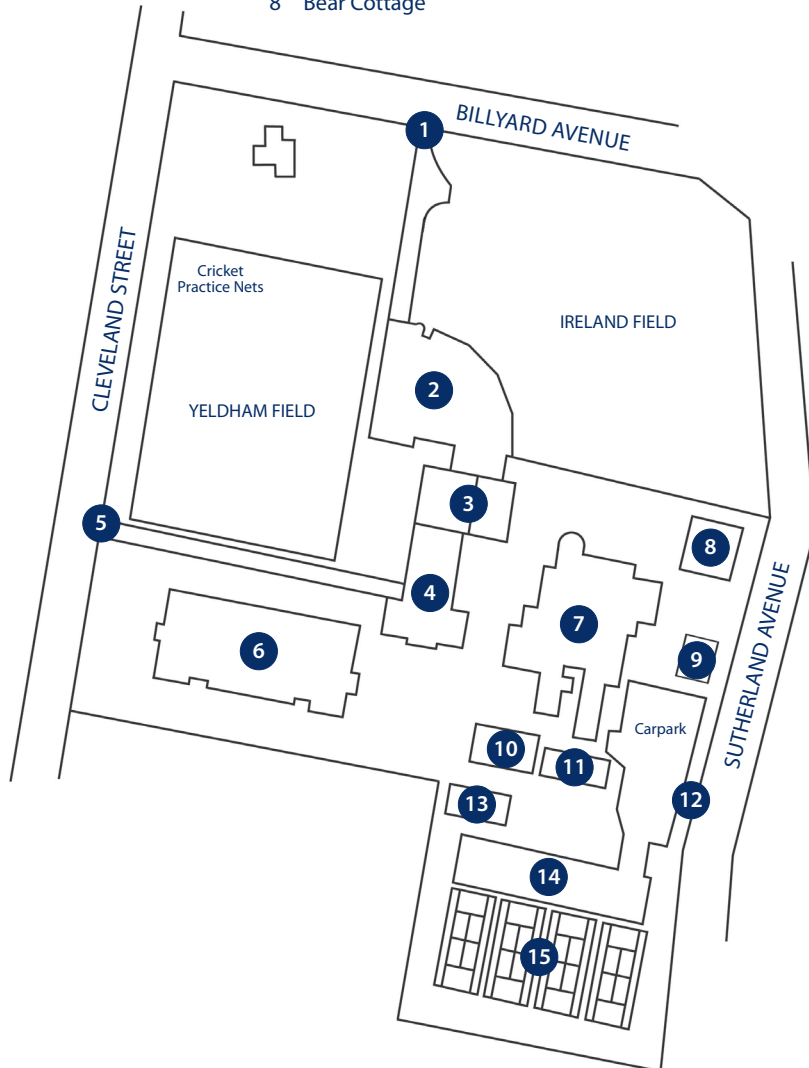 8 Bear Cottage
1
BILLYARD AVENUE
CLEVELAND STREET
Cricket
Practice Nets
IRELAND FIELD
2
YELDHAM FIELD
3
5
8
4
7
6
9
SUTHERLAND AVENUE
Carpark
10
11
12
13
14
15